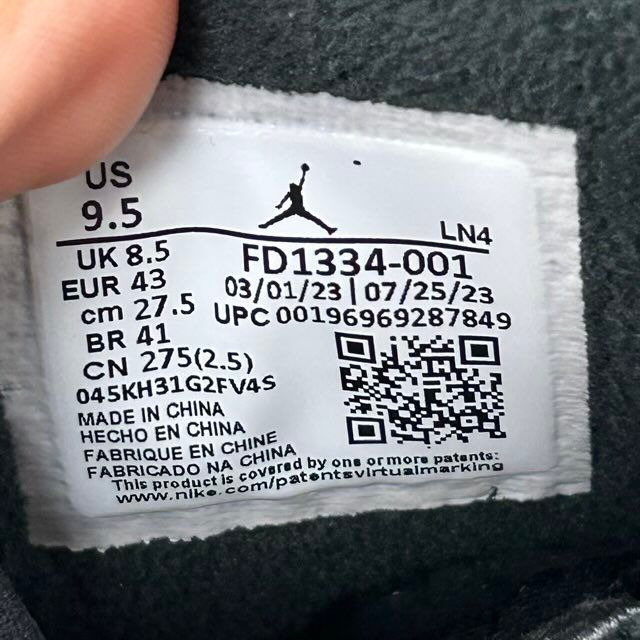 US
9.5
LN4
UK 8.5
EUR 43
cm 27.5
BR 41
CN 275(2.5)
045KH31G2FV4S
FD1334-001
03/01/23 | 07/25/23
UPC 00196969287849
MADE IN CHINA
HECHO EN CHINA
FABRIQUE EN CHINE
FABRICADO NA CHINA
This product is covered by one or more patents:
www.nike.com/patentsvirtualmarking